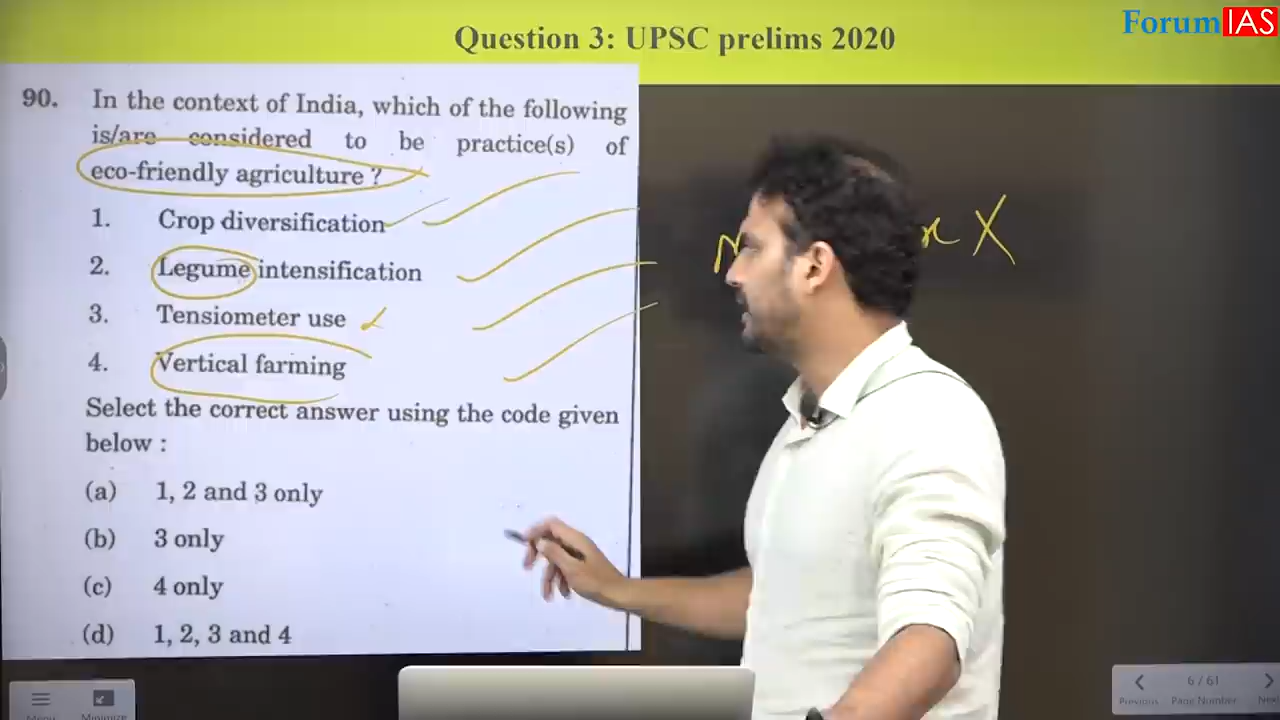 Question 3: UPSC prelims 2020
ForumIAS
90. In the context of India, which of the following
is/are considered to be practice(s) of
eco-friendly agriculture ?
1. Crop diversification
2. Legume intensification
3. Tensiometer use
4. Vertical farming
Select the correct answer using the code given
below :
(a) 1, 2 and 3 only
(b) 3 only
(c) 4 only
(d) 1, 2, 3 and 4
Menu
Minimize
6 / 61
Previous
Page Number